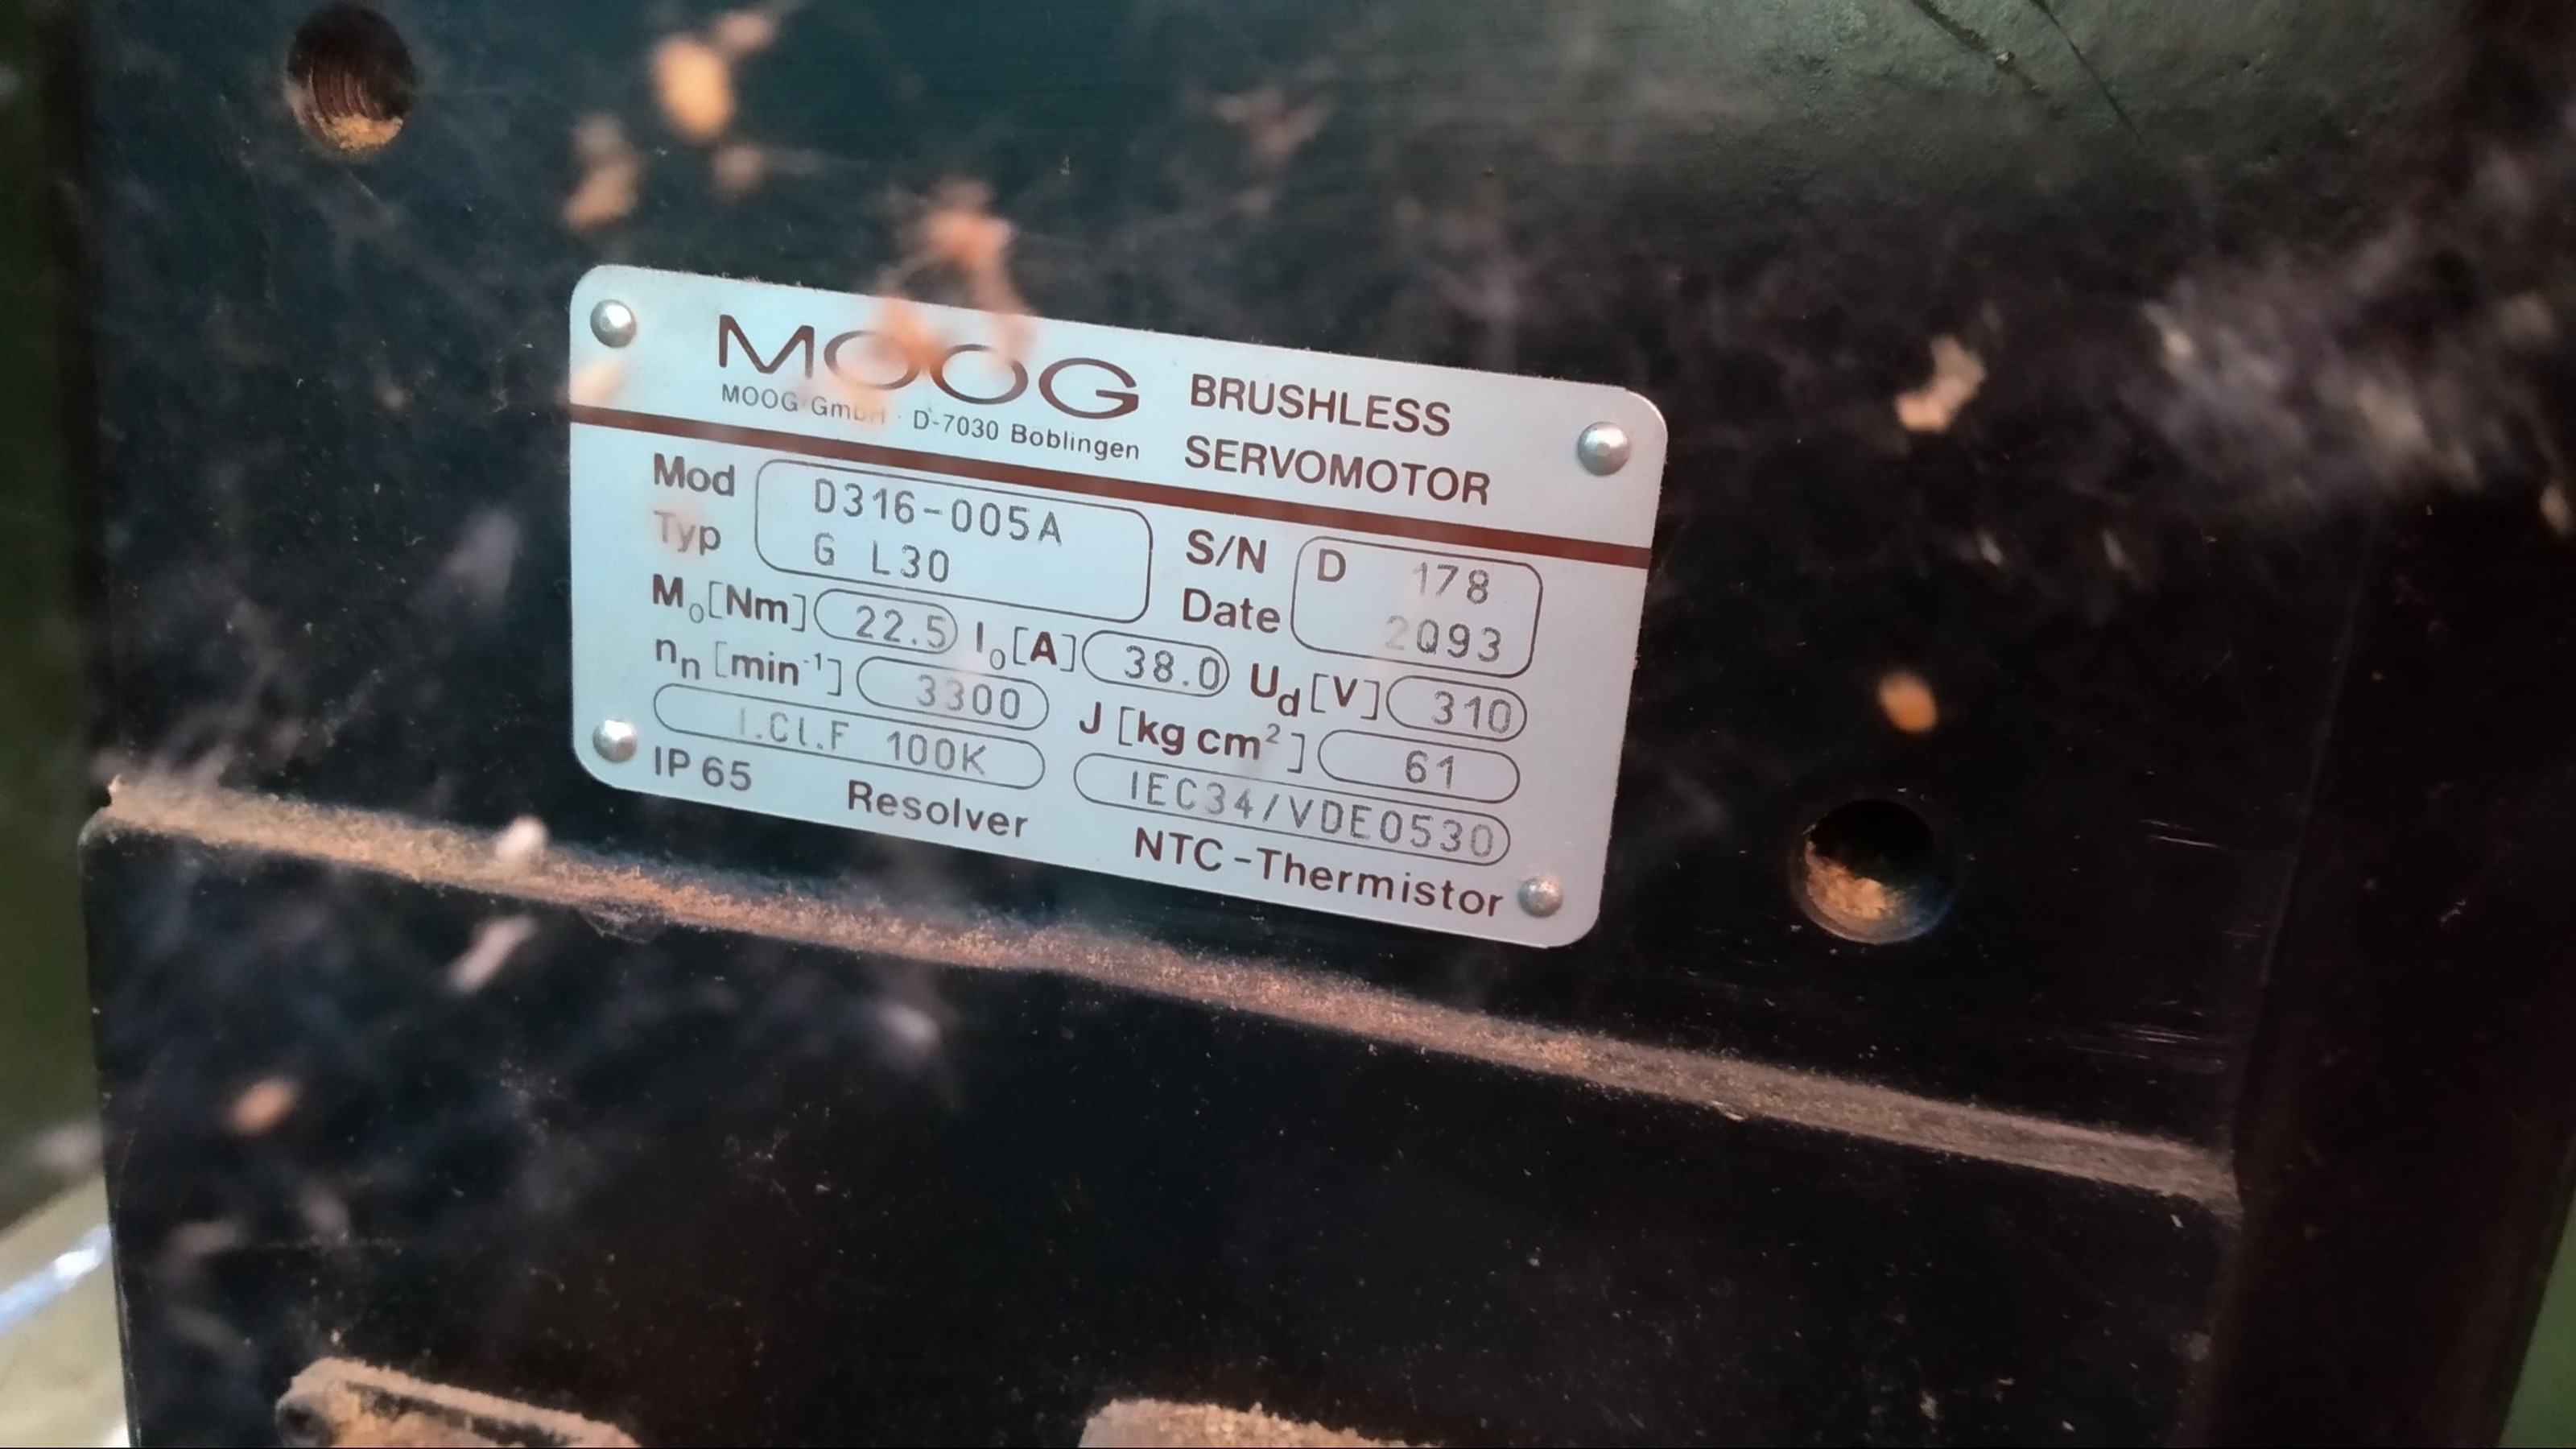 MOOG
MOOG GmbH · D-7030 Boblingen
BRUSHLESS
SERVOMOTOR
Mod D316-005A
Typ G L30
S/N D 178
Date 2Q93
Mo[Nm] 22.5 Io[A] 38.0 Ud[V] 310
nn[min-1] 3300 J[kg cm²] 61
I.Cl.F 100K IEC34/VDE0530
IP 65 Resolver NTC-Thermistor